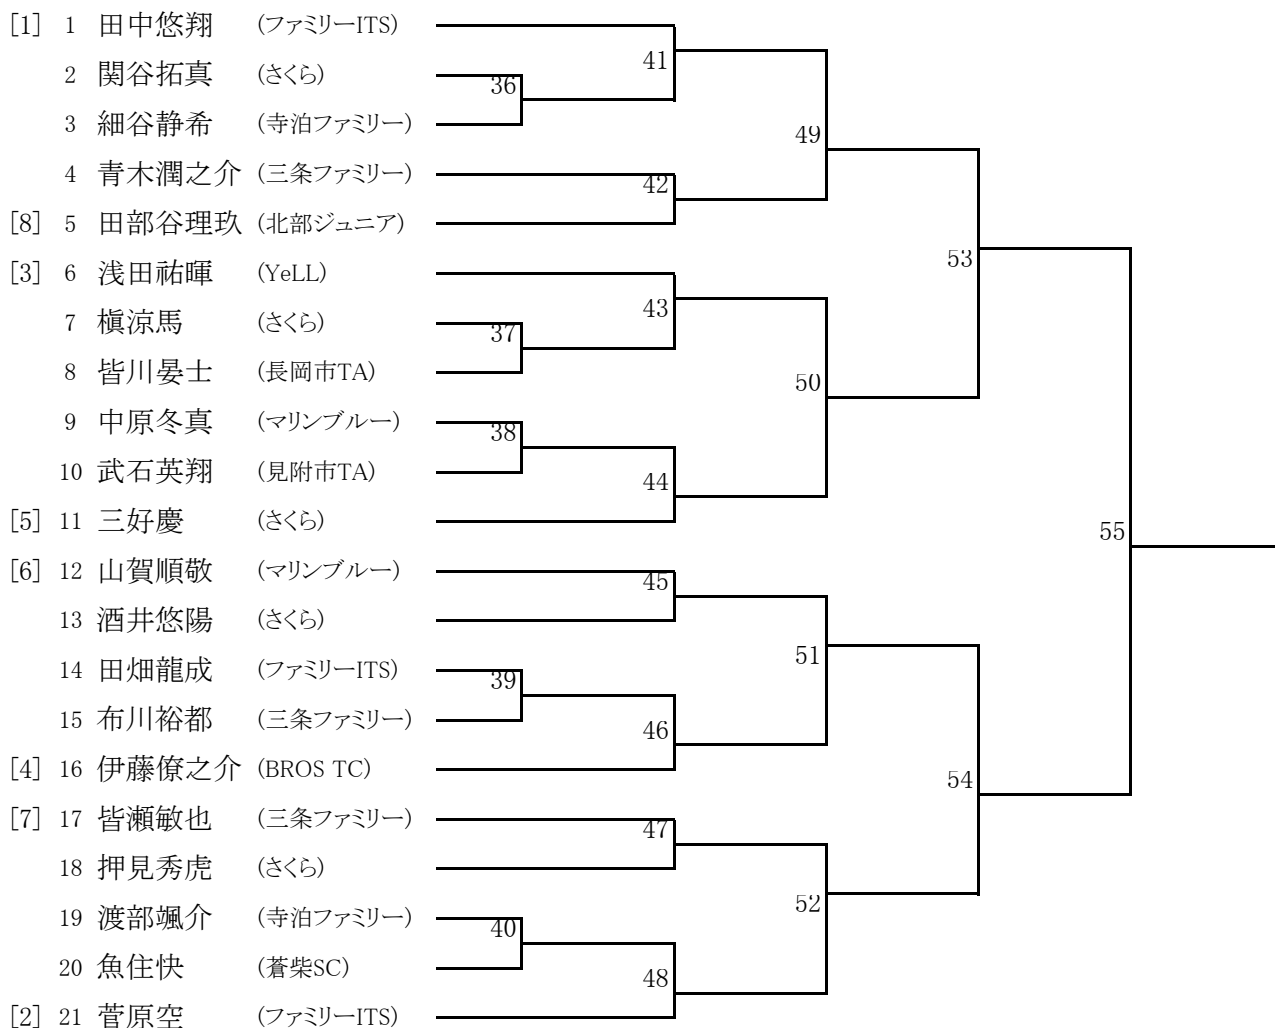 [1] 1 田中悠翔 (ファミリーITS)
41
2 関谷拓真 (さくら)
36
3 細谷静希 (寺泊ファミリー)
49
4 青木潤之介 (三条ファミリー)
42
[8] 5 田部谷理玖 (北部ジュニア)
53
[3] 6 浅田祐暉 (YeLL)
43
7 槇涼馬 (さくら)
37
8 皆川晏士 (長岡市TA)
50
9 中原冬真 (マリンブルー)
38
10 武石英翔 (見附市TA)
44
[5] 11 三好慶 (さくら)
55
[6] 12 山賀順敬 (マリンブルー)
45
13 酒井悠陽 (さくら)
51
14 田畑龍成 (ファミリーITS)
39
15 布川裕都 (三条ファミリー)
46
[4] 16 伊藤僚之介 (BROS TC)
54
[7] 17 皆瀬敏也 (三条ファミリー)
47
18 押見秀虎 (さくら)
52
19 渡部颯介 (寺泊ファミリー)
40
20 魚住快 (蒼柴SC)
48
[2] 21 菅原空 (ファミリーITS)